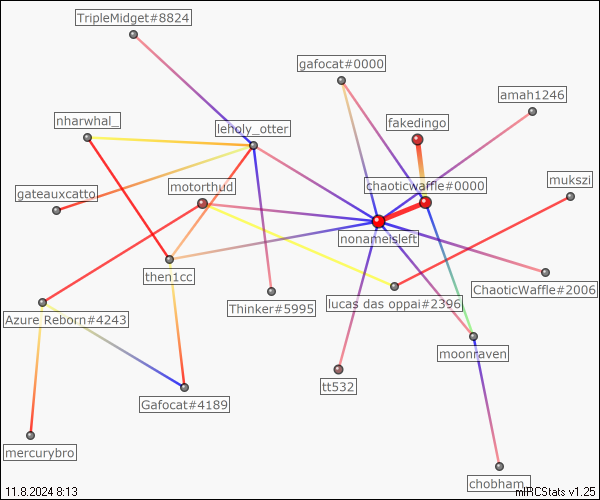 TripleMidget#8824
gafocat#0000
amah1246
nharwhal_
leholy_otter
fakedingo
mukszi
gateauxcatto
motorthud
chaoticwaffle#0000
nonameisleft
then1cc
ChaoticWaffle#2006
Thinker#5995
lucas das oppai#2396
Azure Reborn#4243
moonraven
tt532
Gafocat#4189
mercurybro
chobham_
11.8.2024 8:13
mIRCStats v1.25